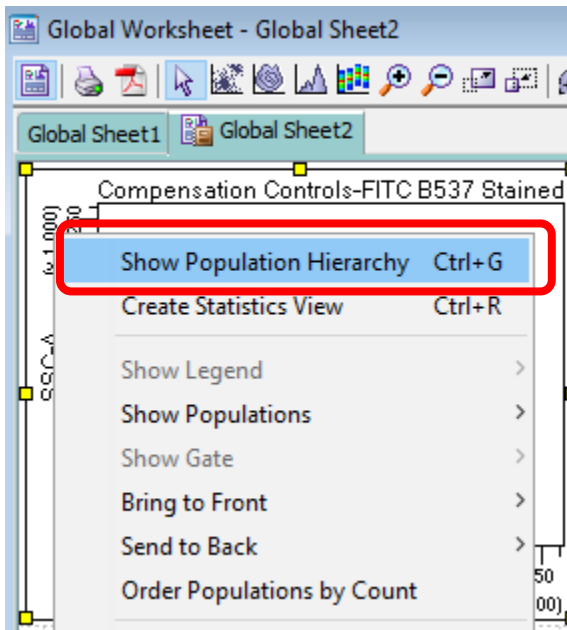 Global Worksheet - Global Sheet2
Global Sheet1
Global Sheet2
Compensation Controls-FITC B537 Stained
SSC-A
250
Show Population Hierarchy Ctrl+G
Create Statistics View Ctrl+R
Show Legend
Show Populations
Show Gate
Bring to Front
Send to Back
Order Populations by Count
50
00)